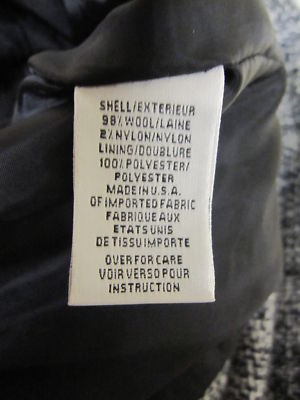 SHELL/EXTERIEUR
98% WOOL/LAINE
2% NYLON/NYLON
LINING/DOUBLURE
100% POLYESTER/
POLYESTER
MADE IN U.S.A.
OF IMPORTED FABRIC
FABRIQUE AUX
ETATS UNIS
DE TISSU IMPORTE
OVER FOR CARE
VOIR VERSO POUR
INSTRUCTION